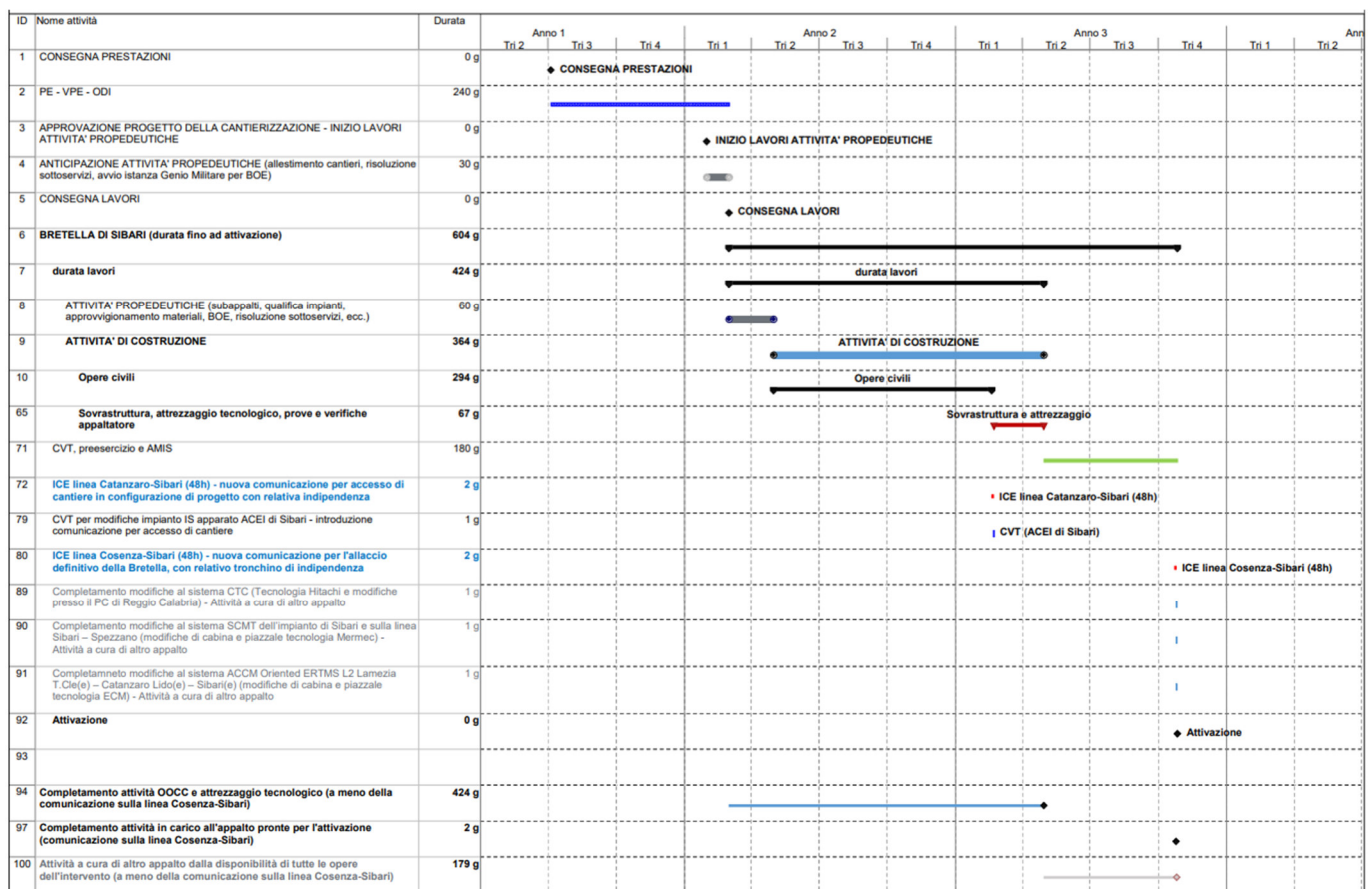 ID Nome attività Durata
Anno 1 Anno 2 Anno 3 Ann
Tri 2 Tri 3 Tri 4 Tri 1 Tri 2 Tri 3 Tri 4 Tri 1 Tri 2 Tri 3 Tri 4 Tri 1 Tri 2
1 CONSEGNA PRESTAZIONI 0 g
CONSEGNA PRESTAZIONI
2 PE - VPE - ODI 240 g
3 APPROVAZIONE PROGETTO DELLA CANTIERIZZAZIONE - INIZIO LAVORI 0 g
ATTIVITA' PROPEDEUTICHE
INIZIO LAVORI ATTIVITA' PROPEDEUTICHE
4 ANTICIPAZIONE ATTIVITA' PROPEDEUTICHE (allestimento cantieri, risoluzione 30 g
sottoservizi, avvio istanza Genio Militare per BOE)
5 CONSEGNA LAVORI 0 g
CONSEGNA LAVORI
6 BRETELLA DI SIBARI (durata fino ad attivazione) 604 g
7 durata lavori 424 g
durata lavori
8 ATTIVITA' PROPEDEUTICHE (subappalti, qualifica impianti, 60 g
approvvigionamento materiali, BOE, risoluzione sottoservizi, ecc.)
9 ATTIVITA' DI COSTRUZIONE 364 g
ATTIVITA' DI COSTRUZIONE
10 Opere civili 294 g
Opere civili
65 Sovrastruttura, attrezzaggio tecnologico, prove e verifiche 67 g
appaltatore
Sovrastruttura e attrezzaggio
71 CVT, preesercizio e AMIS 180 g
72 ICE linea Catanzaro-Sibari (48h) - nuova comunicazione per accesso di 2 g
cantiere in configurazione di progetto con relativa indipendenza
ICE linea Catanzaro-Sibari (48h)
79 CVT per modifiche impianto IS apparato ACEI di Sibari - introduzione 1 g
comunicazione per accesso di cantiere
CVT (ACEI di Sibari)
80 ICE linea Cosenza-Sibari (48h) - nuova comunicazione per l'allaccio 2 g
definitivo della Bretella, con relativo tronchino di indipendenza
ICE linea Cosenza-Sibari (48h)
89 Completamento modifiche al sistema CTC (Tecnologia Hitachi e modifiche 1 g
presso il PC di Reggio Calabria) - Attività a cura di altro appalto
90 Completamento modifiche al sistema SCMT dell'impianto di Sibari e sulla linea 1 g
Sibari – Spezzano (modifiche di cabina e piazzale tecnologia Mermec) -
Attività a cura di altro appalto
91 Completamneto modifiche al sistema ACCM Oriented ERTMS L2 Lamezia 1 g
T.Cle(e) – Catanzaro Lido(e) – Sibari(e) (modifiche di cabina e piazzale
tecnologia ECM) - Attività a cura di altro appalto
92 Attivazione 0 g
Attivazione
93
94 Completamento attività OOCC e attrezzaggio tecnologico (a meno della 424 g
comunicazione sulla linea Cosenza-Sibari)
97 Completamento attività in carico all'appalto pronte per l'attivazione 2 g
(comunicazione sulla linea Cosenza-Sibari)
100 Attività a cura di altro appalto dalla disponibilità di tutte le opere 179 g
dell'intervento (a meno della comunicazione sulla linea Cosenza-Sibari)